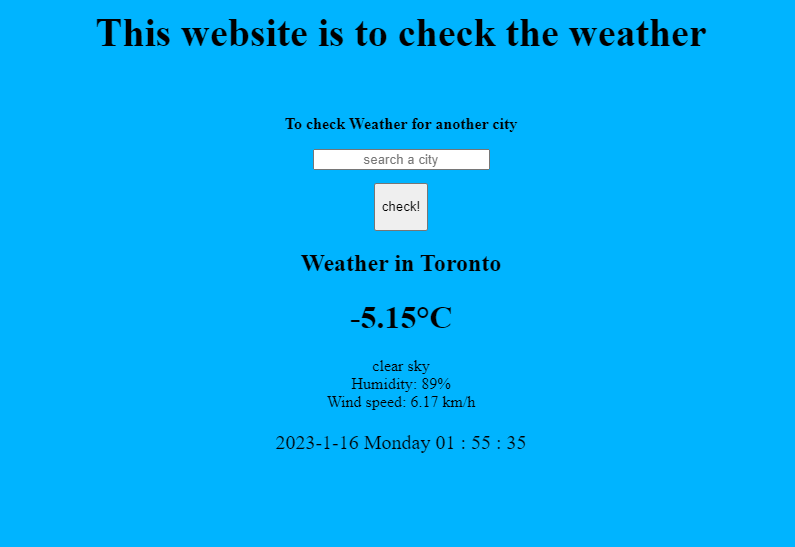 This website is to check the weather
To check Weather for another city
search a city
check!
Weather in Toronto
-5.15°C
clear sky
Humidity: 89%
Wind speed: 6.17 km/h
2023-1-16 Monday 01 : 55 : 35